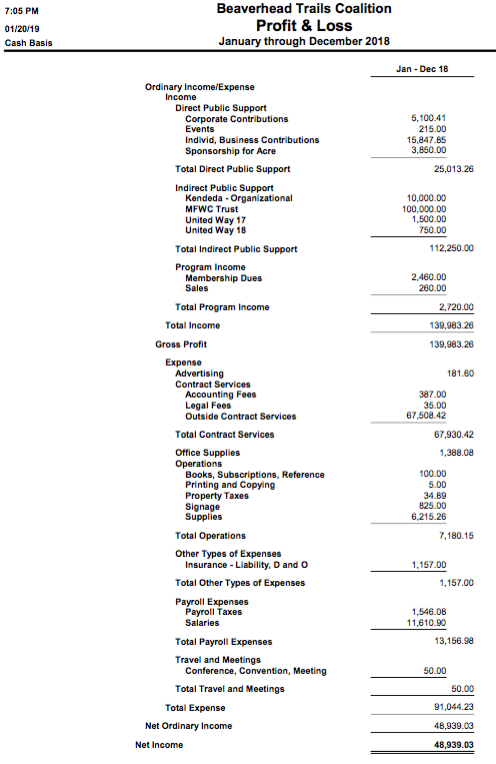 7:05 PM
Beaverhead Trails Coalition
01/20/19
Profit & Loss
Cash Basis
January through December 2018
Jan - Dec 18
Ordinary Income/Expense
Income
Direct Public Support
Corporate Contributions 5,100.41
Events 215.00
Individ, Business Contributions 15,847.85
Sponsorship for Acre 3,850.00
Total Direct Public Support 25,013.26
Indirect Public Support
Kendeda - Organizational 10,000.00
MFWC Trust 100,000.00
United Way 17 1,500.00
United Way 18 750.00
Total Indirect Public Support 112,250.00
Program Income
Membership Dues 2,460.00
Sales 260.00
Total Program Income 2,720.00
Total Income 139,983.26
Gross Profit 139,983.26
Expense
Advertising 181.60
Contract Services
Accounting Fees 387.00
Legal Fees 35.00
Outside Contract Services 67,508.42
Total Contract Services 67,930.42
Office Supplies 1,388.08
Operations
Books, Subscriptions, Reference 100.00
Printing and Copying 5.00
Property Taxes 34.89
Signage 825.00
Supplies 6,215.26
Total Operations 7,180.15
Other Types of Expenses
Insurance - Liability, D and O 1,157.00
Total Other Types of Expenses 1,157.00
Payroll Expenses
Payroll Taxes 1,546.08
Salaries 11,610.90
Total Payroll Expenses 13,156.98
Travel and Meetings
Conference, Convention, Meeting 50.00
Total Travel and Meetings 50.00
Total Expense 91,044.23
Net Ordinary Income 48,939.03
Net Income 48,939.03